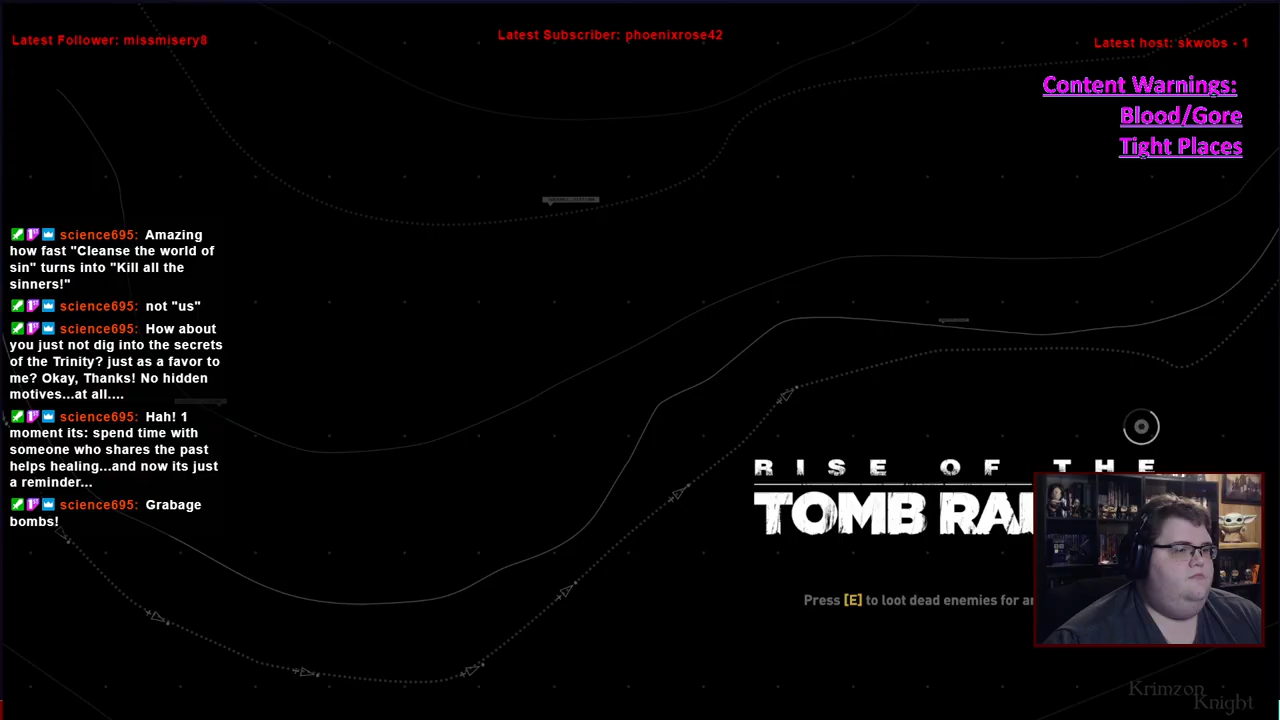 Latest Follower: missmisery8
Latest Subscriber: phoenixrose42
Latest host: skwobs - 1
Content Warnings:
Blood/Gore
Tight Places
science695: Amazing
how fast "Cleanse the world of
sin" turns into "Kill all the
sinners!"
science695: not "us"
science695: How about
you just not dig into the secrets
of the Trinity? just as a favor to
me? Okay, Thanks! No hidden
motives...at all....
science695: Hah! 1
moment its: spend time with
someone who shares the past
helps healing...and now its just
a reminder...
science695: Grabage
bombs!
RISE OF THE
TOMB RAI
Press [E] to loot dead enemies for
Krimzon
Knight